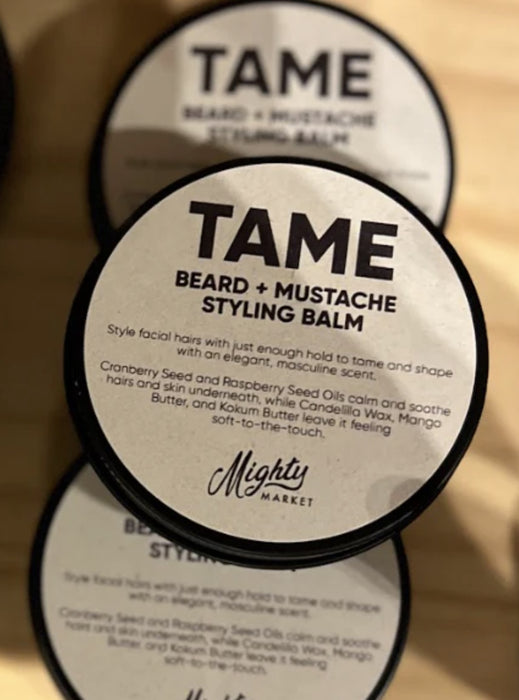 TAME
BEARD + MUSTACHE
STYLING BALM
TAME
BEARD + MUSTACHE
STYLING BALM
Style facial hairs with just enough hold to tame and shape
with an elegant, masculine scent.
Cranberry Seed and Raspberry Seed Oils calm and soothe
hairs and skin underneath, while Candelilla Wax, Mango
Butter, and Kokum Butter leave it feeling
soft-to-the-touch.
Mighty
MARKET
Style facial hairs with just enough hold to tame and shape
with an elegant, masculine scent.
Cranberry Seed and Raspberry Seed Oils calm and soothe
hairs and skin underneath, while Candelilla Wax, Mango
Butter, and Kokum Butter leave it feeling
soft-to-the-touch.